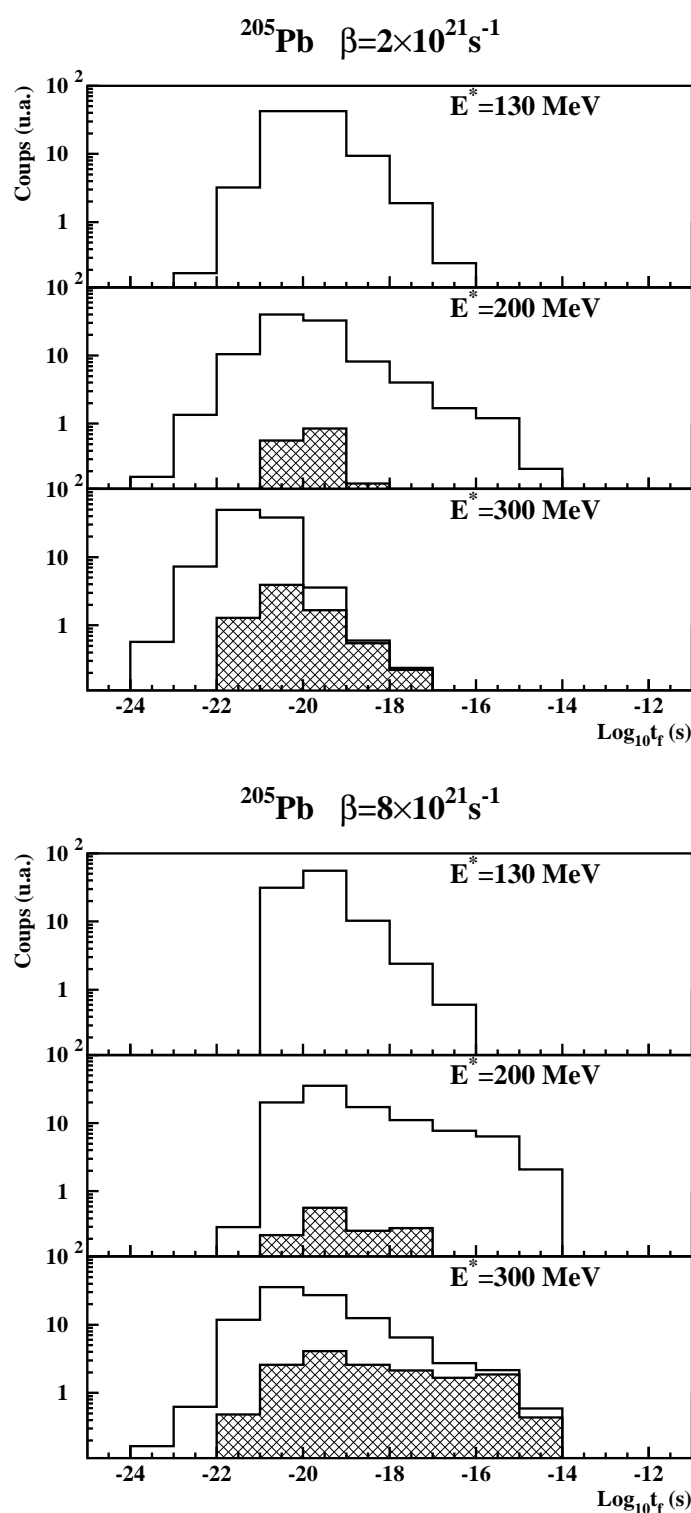 ²⁰⁵Pb β=2×10²¹s⁻¹
Coups (u.a.)
10²
10
1
E*=130 MeV
10²
10
1
E*=200 MeV
10²
10
1
E*=300 MeV
-24 -22 -20 -18 -16 -14 -12
Log₁₀t_f (s)
²⁰⁵Pb β=8×10²¹s⁻¹
Coups (u.a.)
10²
10
1
E*=130 MeV
10²
10
1
E*=200 MeV
10²
10
1
E*=300 MeV
-24 -22 -20 -18 -16 -14 -12
Log₁₀t_f (s)